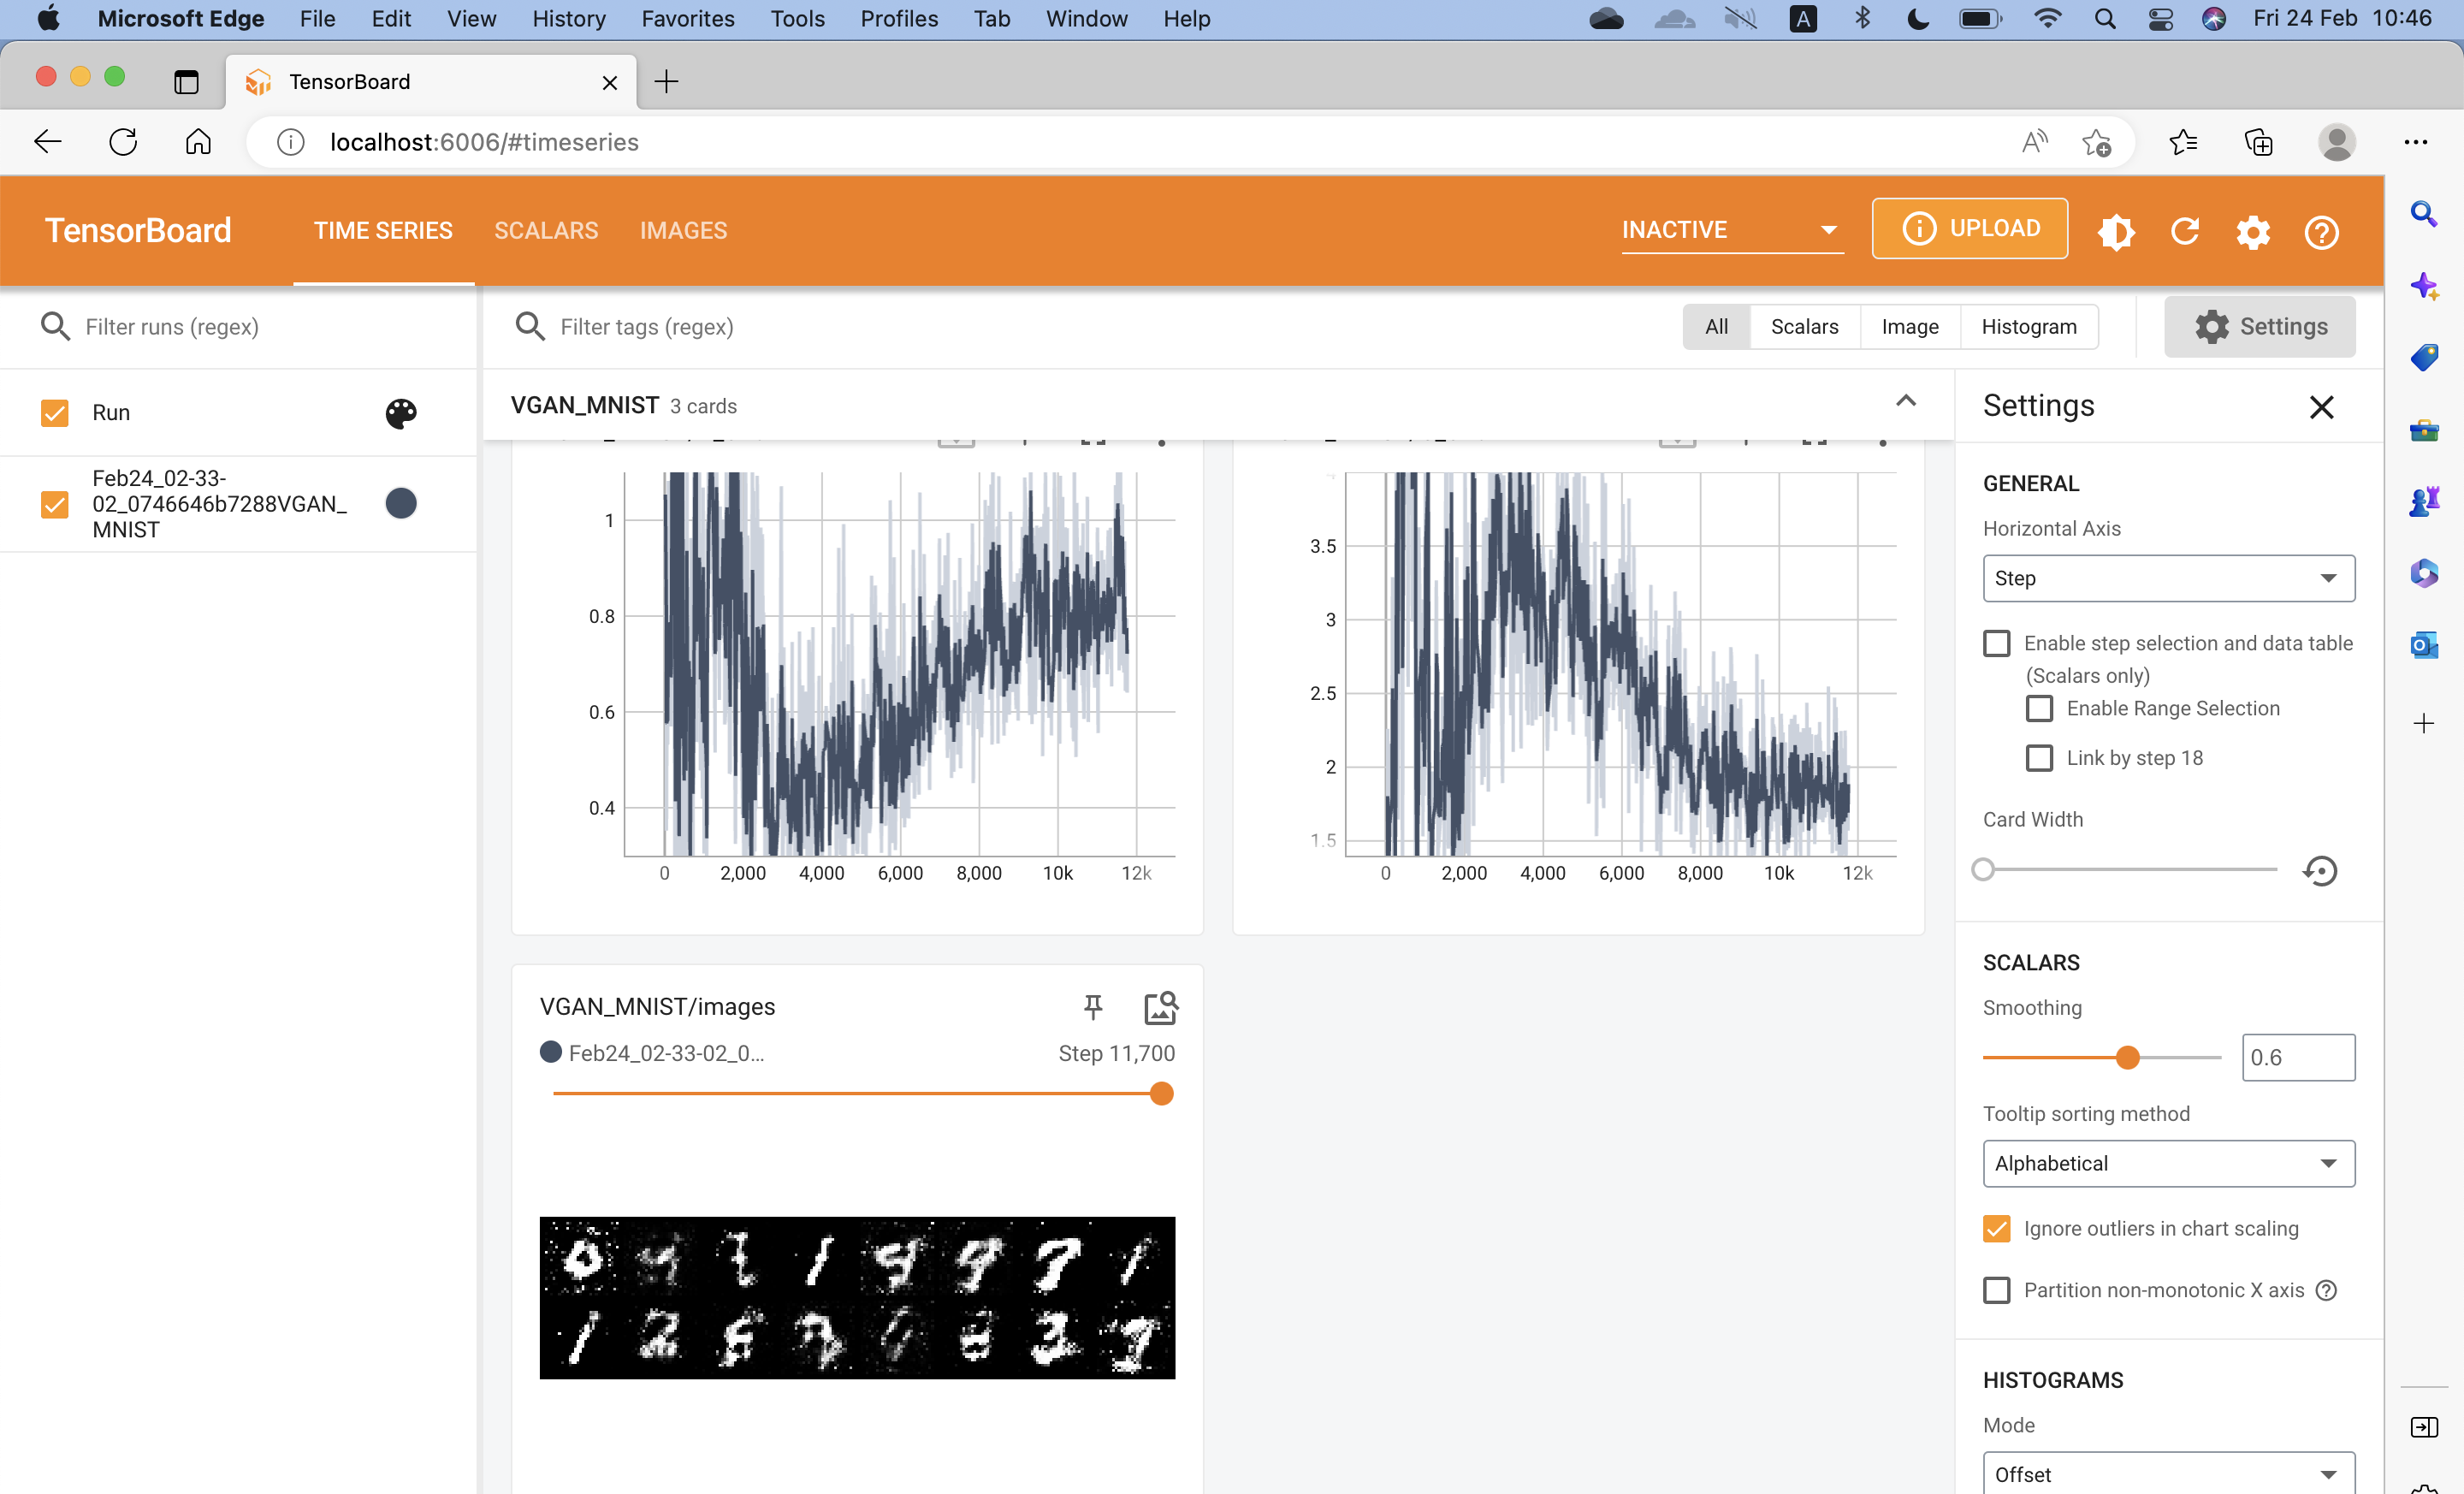 Microsoft Edge File Edit View History Favorites Tools Profiles Tab Window Help
A Fri 24 Feb 10:46
TensorBoard
localhost:6006/#timeseries
TensorBoard TIME SERIES SCALARS IMAGES INACTIVE UPLOAD
Filter runs (regex)
Run
Feb24_02-33-
02_0746646b7288VGAN_
MNIST
Filter tags (regex) All Scalars Image Histogram Settings
VGAN_MNIST 3 cards
1
0.8
0.6
0.4
0 2,000 4,000 6,000 8,000 10k 12k
3.5
3
2.5
2
1.5
0 2,000 4,000 6,000 8,000 10k 12k
VGAN_MNIST/images
Feb24_02-33-02_0...
Step 11,700
Settings
GENERAL
Horizontal Axis
Step
Enable step selection and data table
(Scalars only)
Enable Range Selection
Link by step 18
Card Width
SCALARS
Smoothing
0.6
Tooltip sorting method
Alphabetical
Ignore outliers in chart scaling
Partition non-monotonic X axis
HISTOGRAMS
Mode
Offset